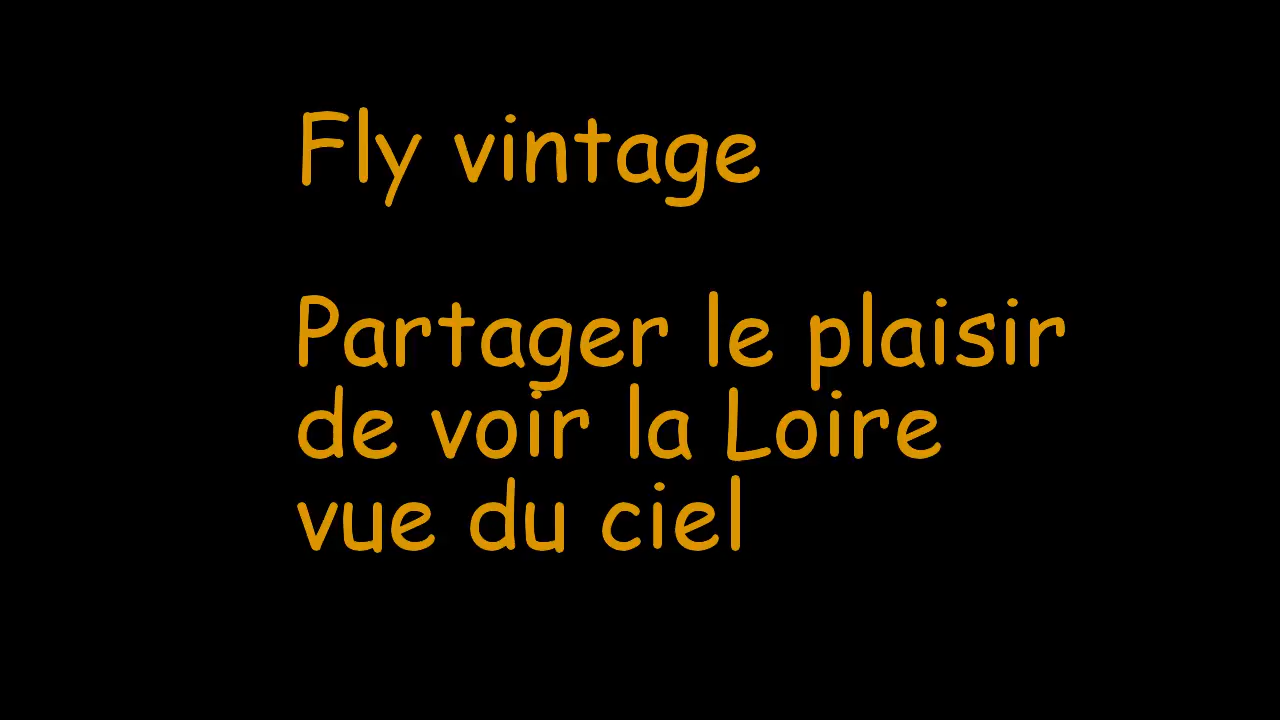 Fly vintage
Partager le plaisir
de voir la Loire
vue du ciel